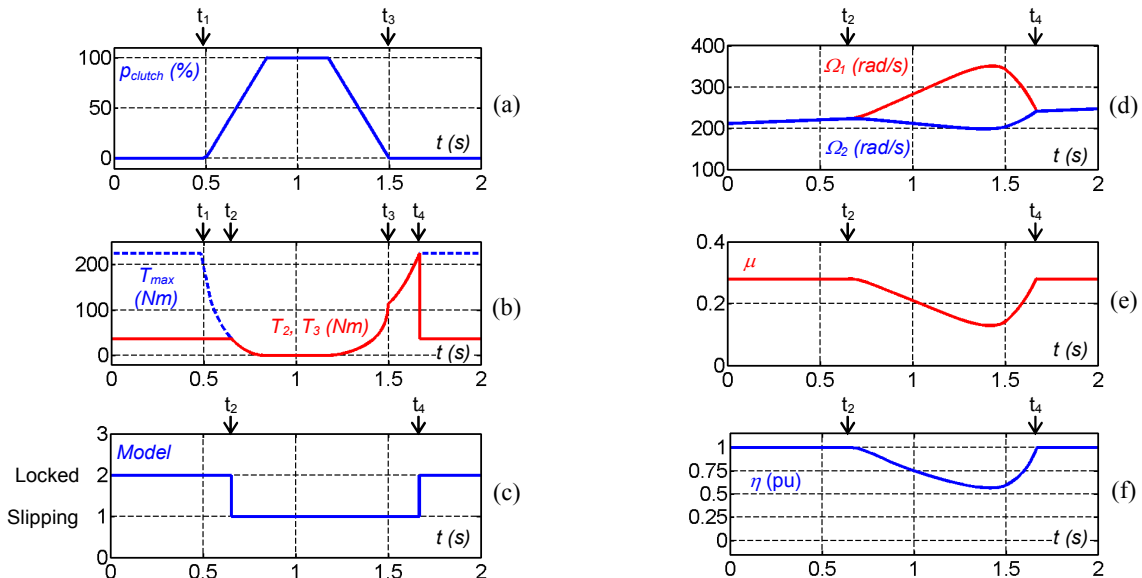 t1 t3
100
p_clutch (%)
50
0
(a)
t (s)
0 0.5 1 1.5 2
t1 t2 t3 t4
200
T_max
(Nm)
100
T2, T3 (Nm)
0
(b)
t (s)
0 0.5 1 1.5 2
t2 t4
3
Model
Locked 2
Slipping 1
0
(c)
t (s)
0 0.5 1 1.5 2
t2 t4
400
Ω1 (rad/s)
300
200
Ω2 (rad/s)
100
(d)
t (s)
0 0.5 1 1.5 2
t2 t4
0.4
μ
0.2
0
(e)
t (s)
0 0.5 1 1.5 2
t2 t4
1
0.75
η (pu)
0.5
0.25
0
(f)
t (s)
0 0.5 1 1.5 2